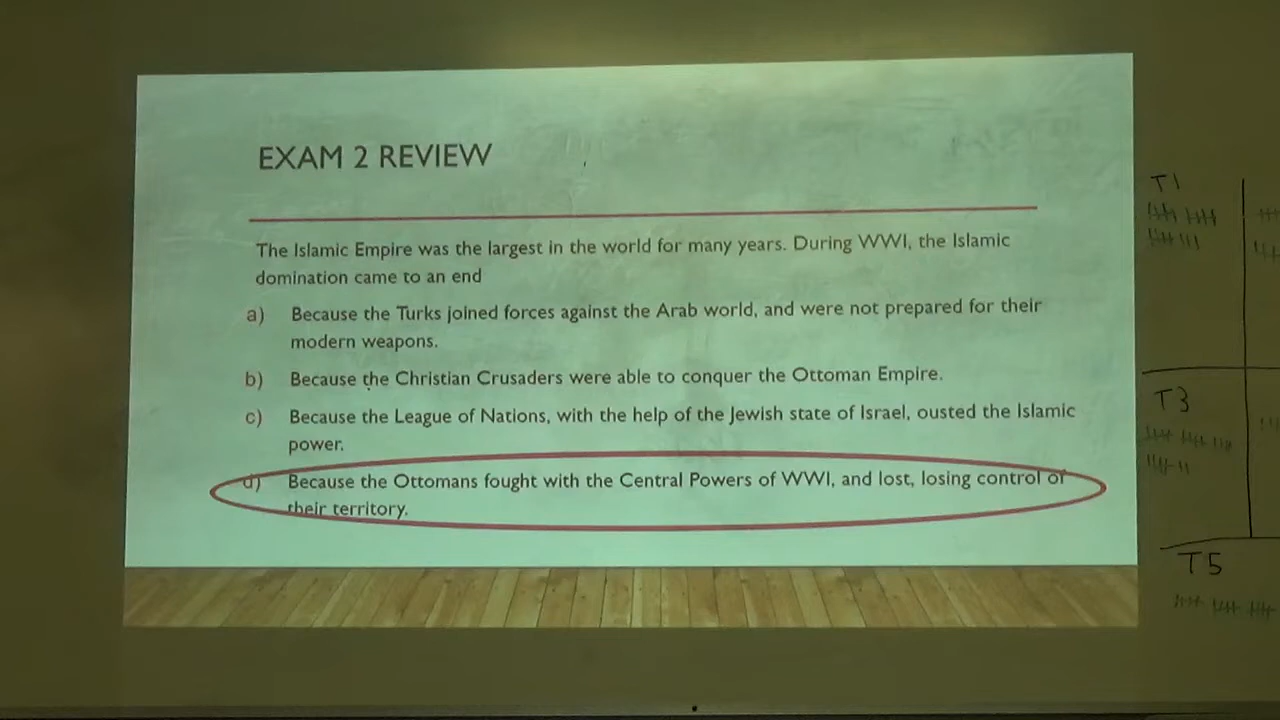 EXAM 2 REVIEW
The Islamic Empire was the largest in the world for many years. During WWI, the Islamic
domination came to an end
a) Because the Turks joined forces against the Arab world, and were not prepared for their
modern weapons.
b) Because the Christian Crusaders were able to conquer the Ottoman Empire.
c) Because the League of Nations, with the help of the Jewish state of Israel, ousted the Islamic
power.
d) Because the Ottomans fought with the Central Powers of WWI, and lost, losing control of
their territory.
T1
T3
T5